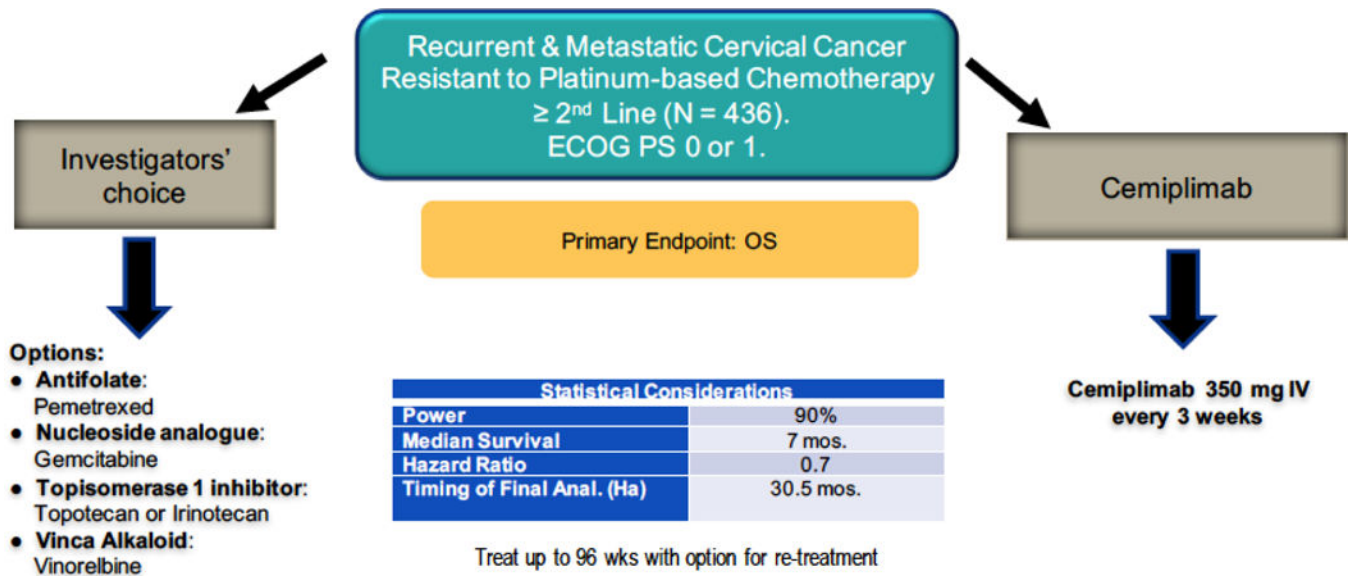 Recurrent & Metastatic Cervical Cancer
Resistant to Platinum-based Chemotherapy
≥ 2nd Line (N = 436).
ECOG PS 0 or 1.
Investigators’
choice
Cemiplimab
Primary Endpoint: OS
Options:
● Antifolate:
Pemetrexed
● Nucleoside analogue:
Gemcitabine
● Topisomerase 1 inhibitor:
Topotecan or Irinotecan
● Vinca Alkaloid:
Vinorelbine
Statistical Considerations
Power 90%
Median Survival 7 mos.
Hazard Ratio 0.7
Timing of Final Anal. (Ha) 30.5 mos.
Treat up to 96 wks with option for re-treatment
Cemiplimab 350 mg IV
every 3 weeks